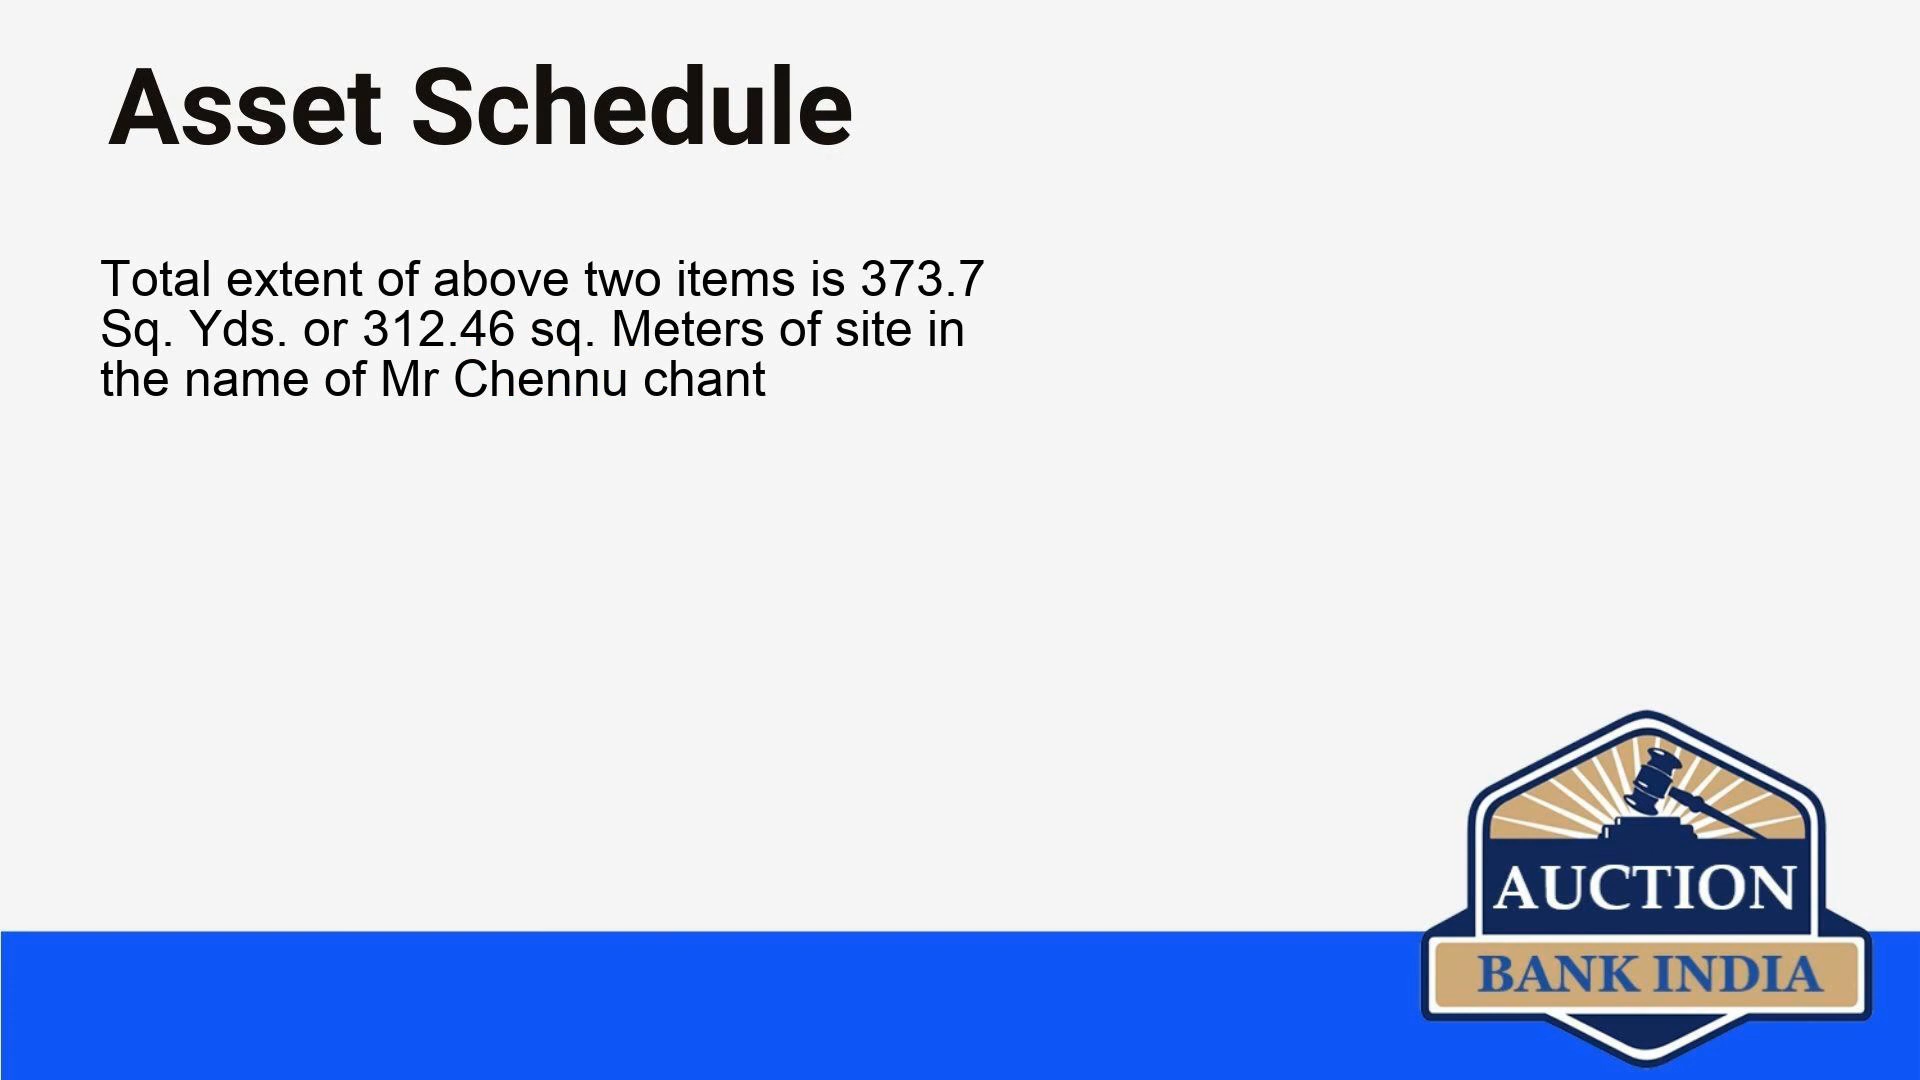 Asset Schedule
Total extent of above two items is 373.7
Sq. Yds. or 312.46 sq. Meters of site in
the name of Mr Chennu chant
AUCTION
BANK INDIA